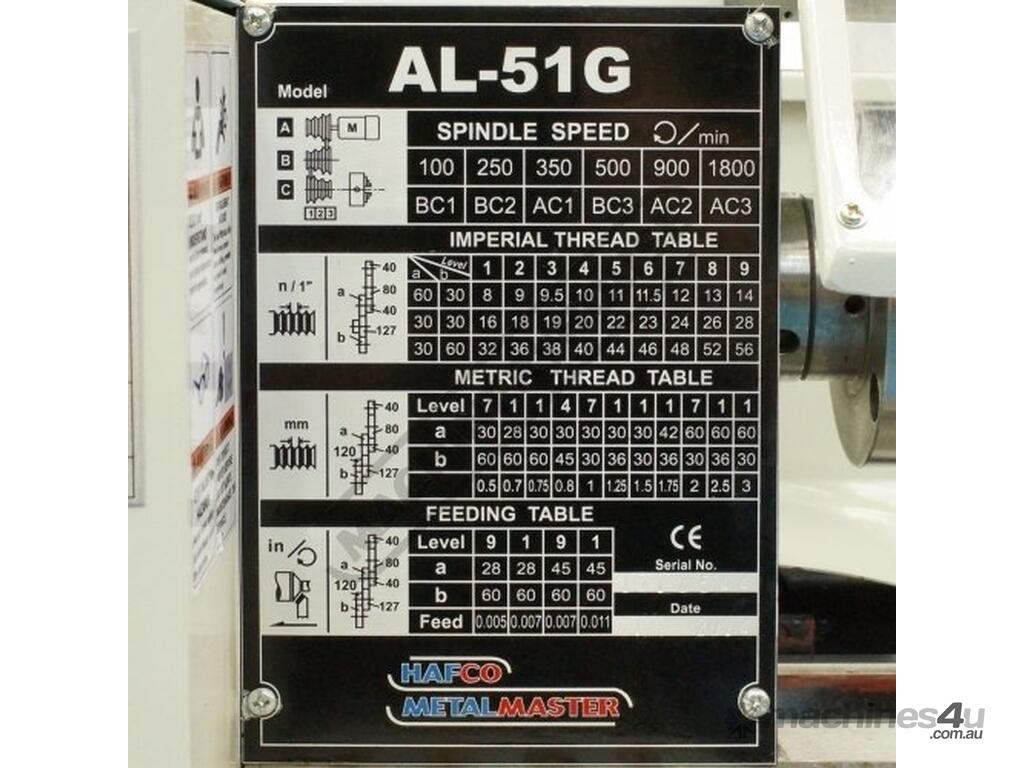 Model AL-51G
A M
B
C
1 2 3
SPINDLE SPEED /min
100 250 350 500 900 1800
BC1 BC2 AC1 BC3 AC2 AC3
IMPERIAL THREAD TABLE
n / 1"
a b
40
80
40
127
a b Level 1 2 3 4 5 6 7 8 9
60 30 8 9 9.5 10 11 11.5 12 13 14
30 30 16 18 19 20 22 23 24 26 28
30 60 32 36 38 40 44 46 48 52 56
METRIC THREAD TABLE
mm
a 120 b
40
80
40
127
Level 7 1 1 4 7 1 1 1 7 1 1
a 30 28 30 30 30 30 30 42 60 60 60
b 60 60 60 45 30 36 30 36 30 36 30
0.5 0.7 0.75 0.8 1 1.25 1.5 1.75 2 2.5 3
FEEDING TABLE
in/
a 120 b
40
80
40
127
Level 9 1 9 1
a 28 28 45 45
b 60 60 60 60
Feed 0.005 0.007 0.007 0.011
CE
Serial No.
Date
HAFCO
METALMASTER
machines4u
.com.au